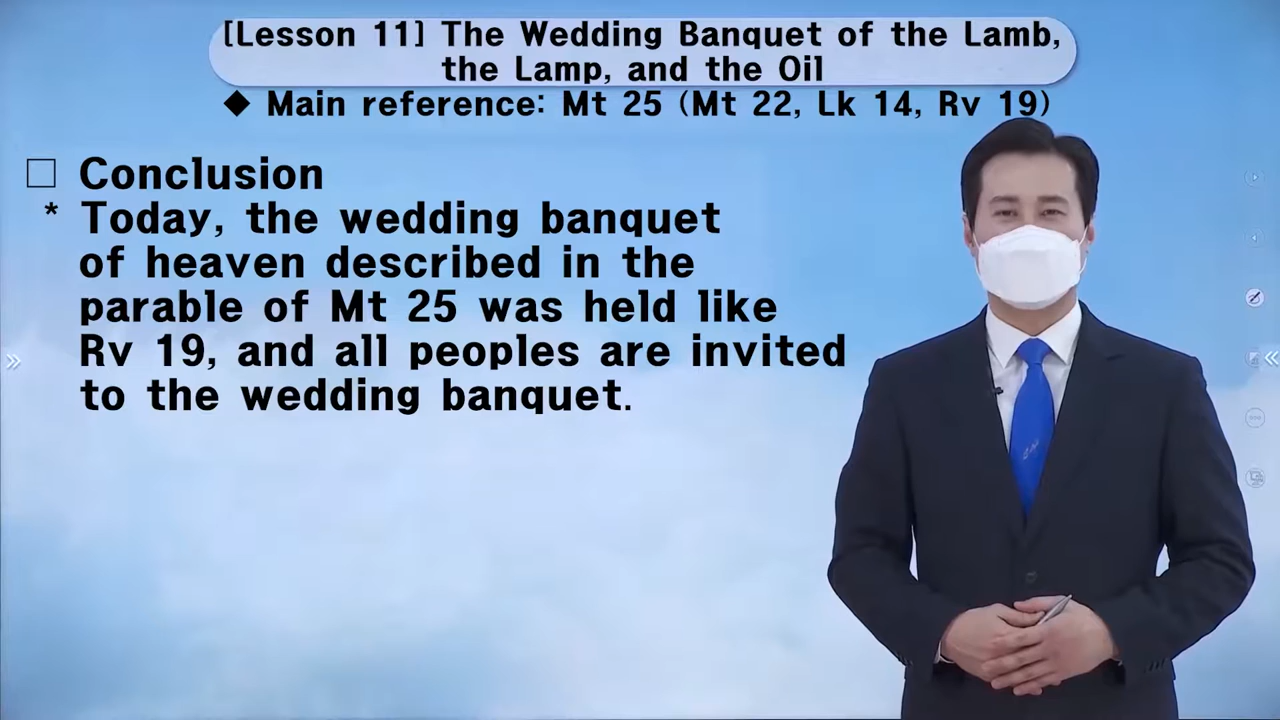 [Lesson 11] The Wedding Banquet of the Lamb,
the Lamp, and the Oil
◆ Main reference: Mt 25 (Mt 22, Lk 14, Rv 19)
□ Conclusion
* Today, the wedding banquet
of heaven described in the
parable of Mt 25 was held like
Rv 19, and all peoples are invited
to the wedding banquet.